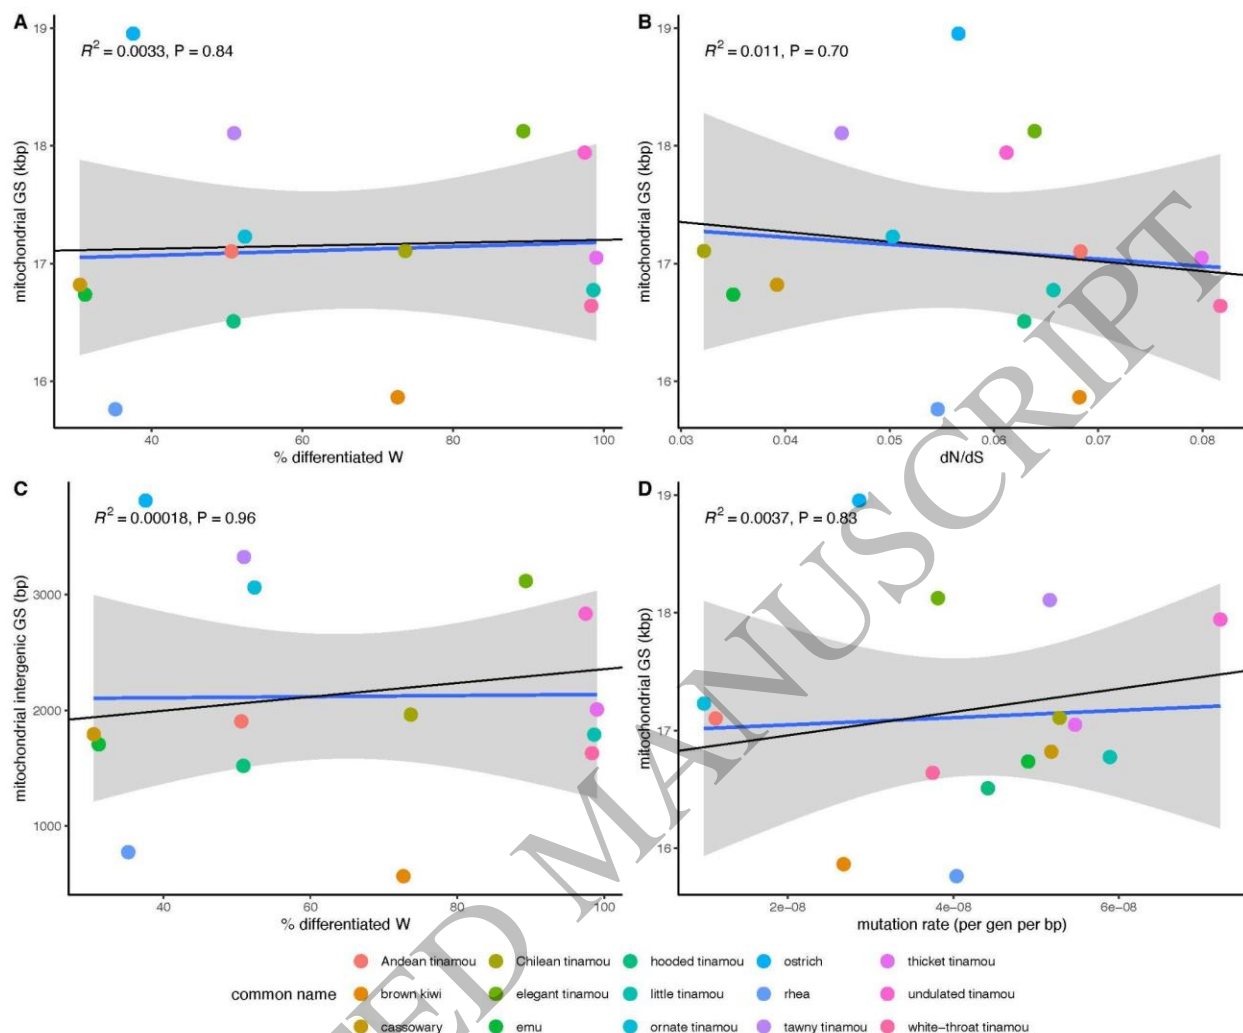 A
R² = 0.0033, P = 0.84
mitochondrial GS (kbp)
19
18
17
16
40 60 80 100
% differentiated W
B
R² = 0.011, P = 0.70
mitochondrial GS (kbp)
19
18
17
16
0.03 0.04 0.05 0.06 0.07 0.08
dN/dS
C
R² = 0.00018, P = 0.96
mitochondrial intergenic GS (bp)
3000
2000
1000
40 60 80 100
% differentiated W
D
R² = 0.0037, P = 0.83
mitochondrial GS (kbp)
19
18
17
16
2e−08 4e−08 6e−08
mutation rate (per gen per bp)
common name
Andean tinamou Chilean tinamou hooded tinamou ostrich thicket tinamou
brown kiwi elegant tinamou little tinamou rhea undulated tinamou
cassowary emu ornate tinamou tawny tinamou white−throat tinamou
TED MANUSCRIPT